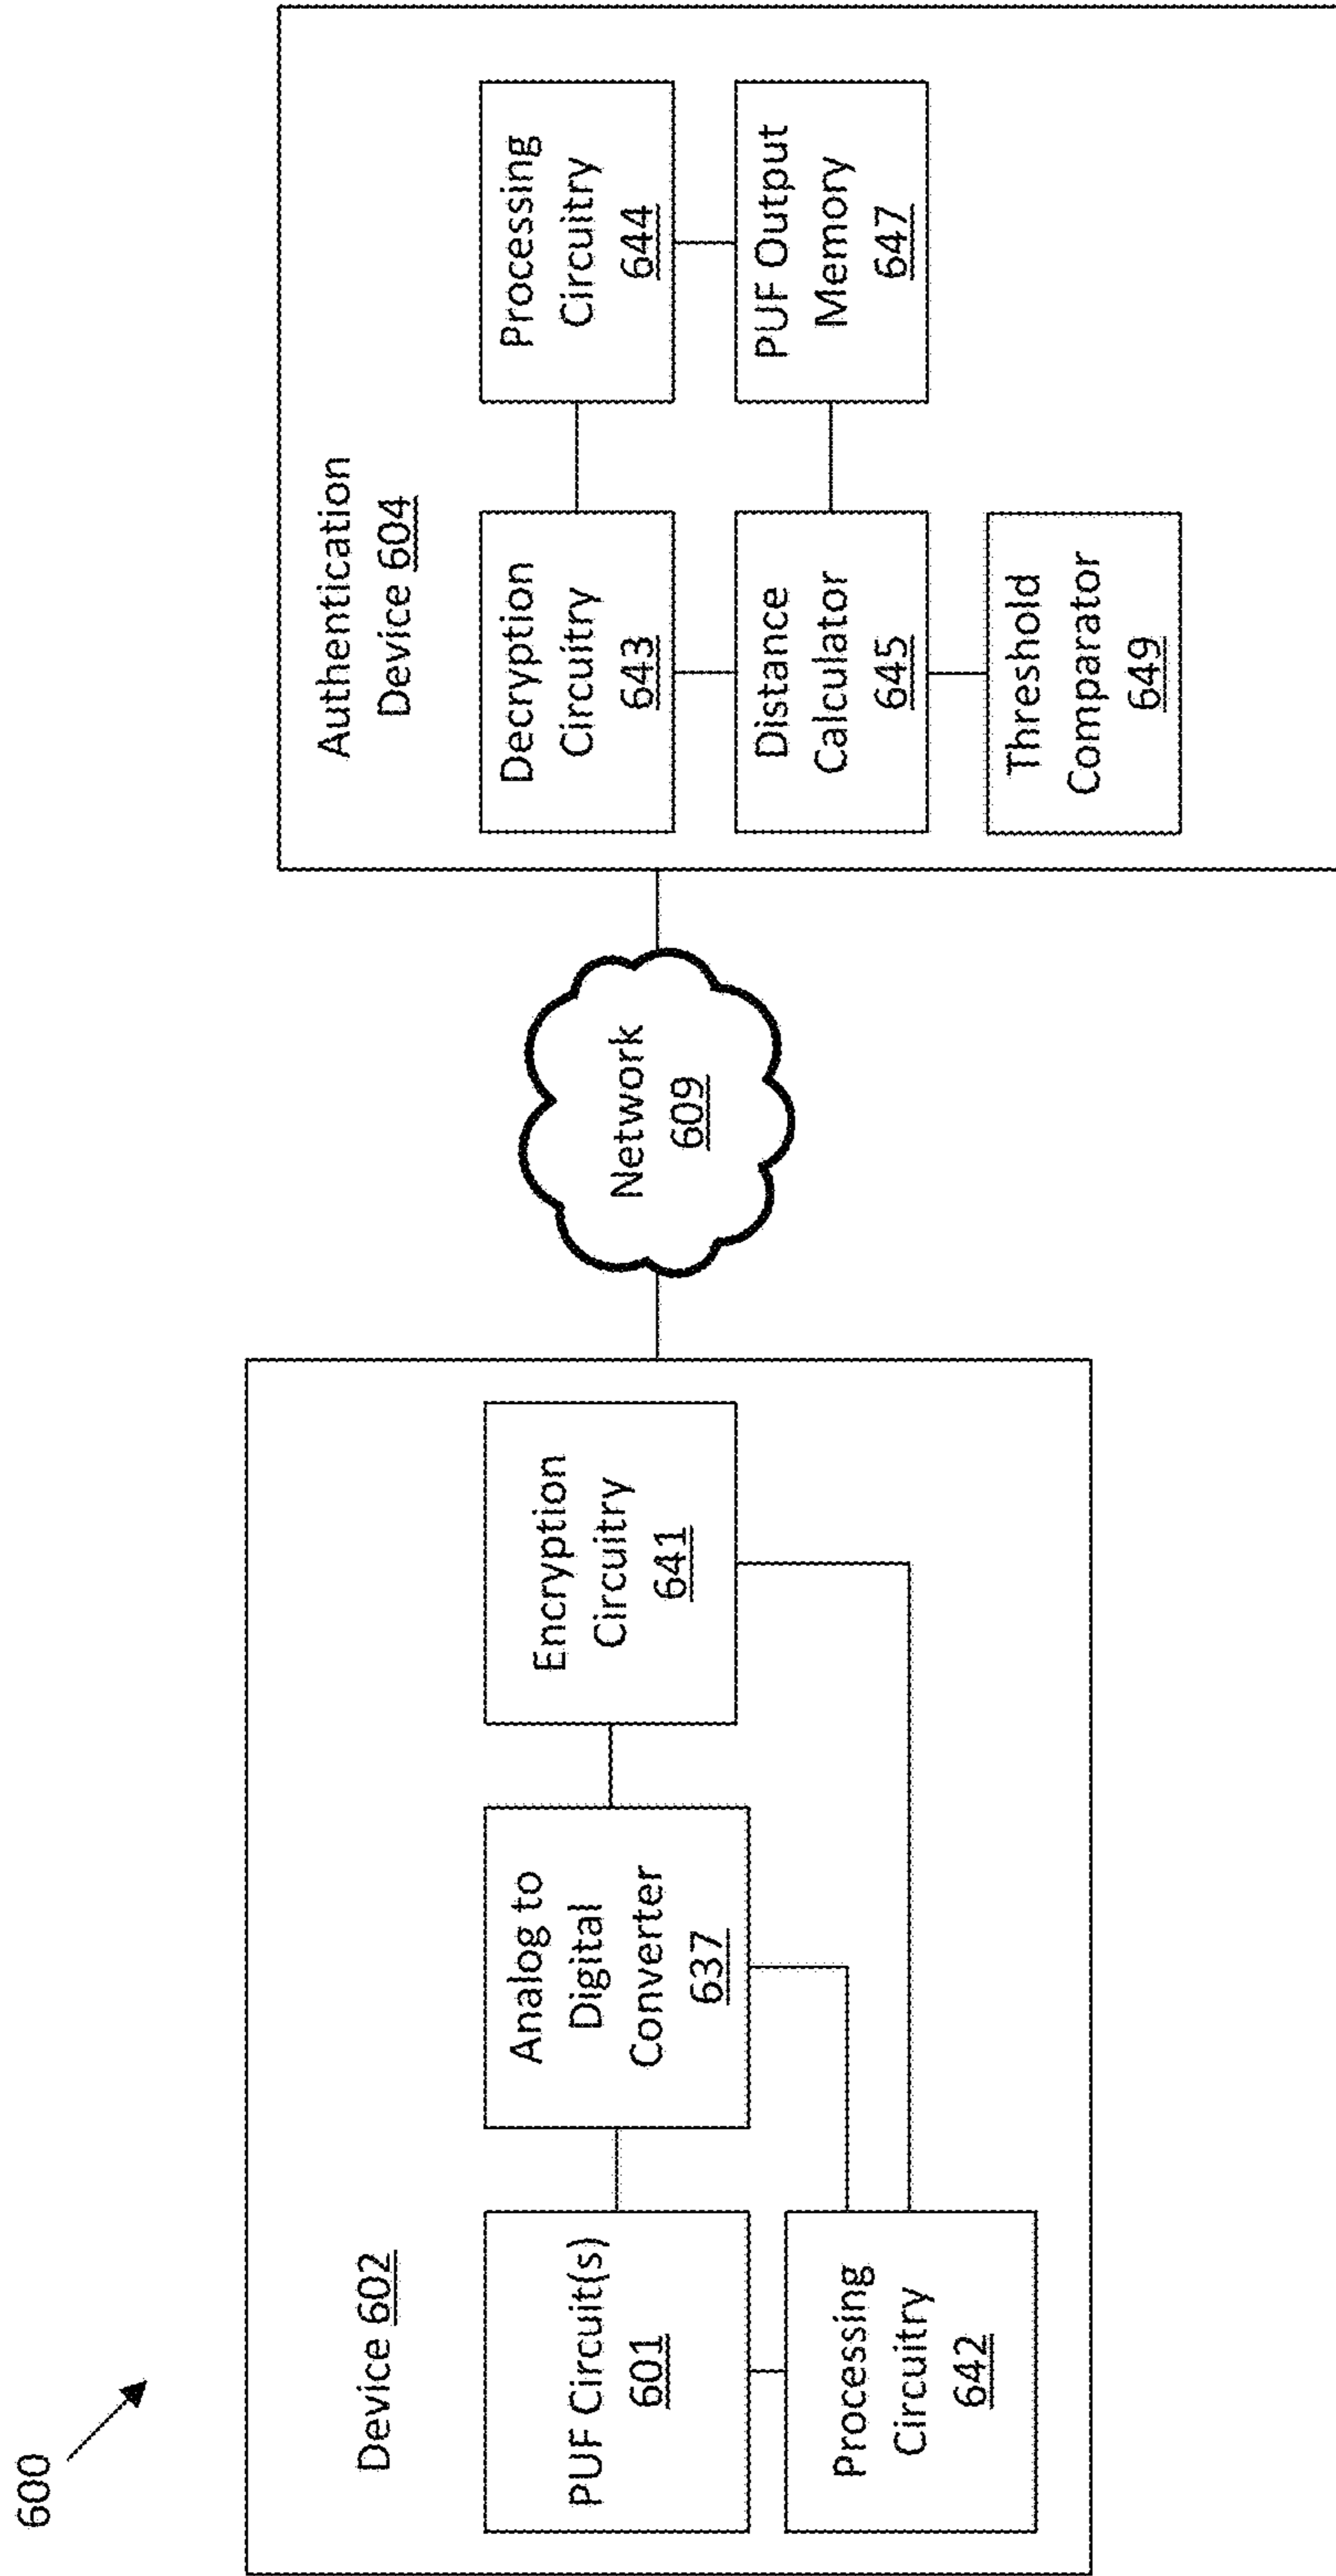 600
Device 602
PUF Circuit(s)
601
Analog to
Digital
Converter
637
Encryption
Circuitry
641
Processing
Circuitry
642
Network
609
Authentication
Device 604
Decryption
Circuitry
643
Processing
Circuitry
644
Distance
Calculator
645
PUF Output
Memory
647
Threshold
Comparator
649